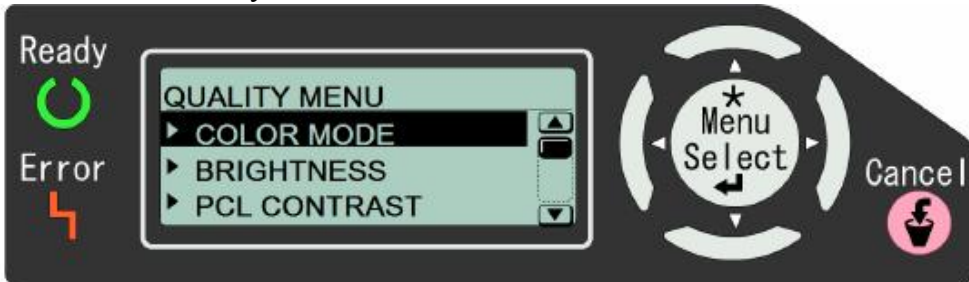 Ready
Error
QUALITY MENU
COLOR MODE
BRIGHTNESS
PCL CONTRAST
Menu
Select
Cancel